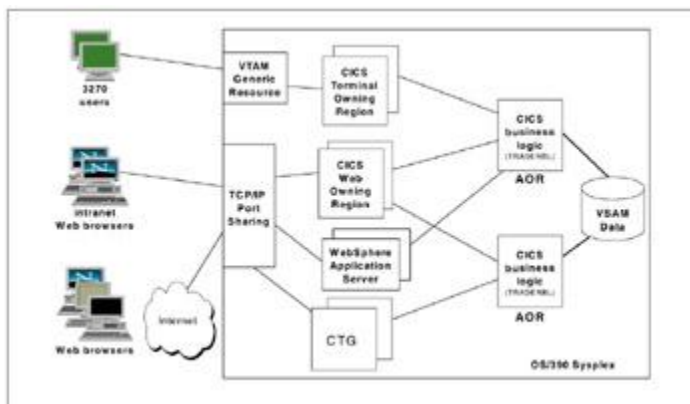 3270
users
VTAM
Generic
Resource
CICS
Terminal
Owning
Region
CICS
business
logic
(TRADERBL)
AOR
intranet
Web browsers
TCP/IP
Port
Sharing
CICS
Web
Owning
Region
VSAM
Data
WebSphere
Application
Server
CICS
business
logic
(TRADERBL)
AOR
Web browsers
Internet
CTG
OS/390 Sysplex